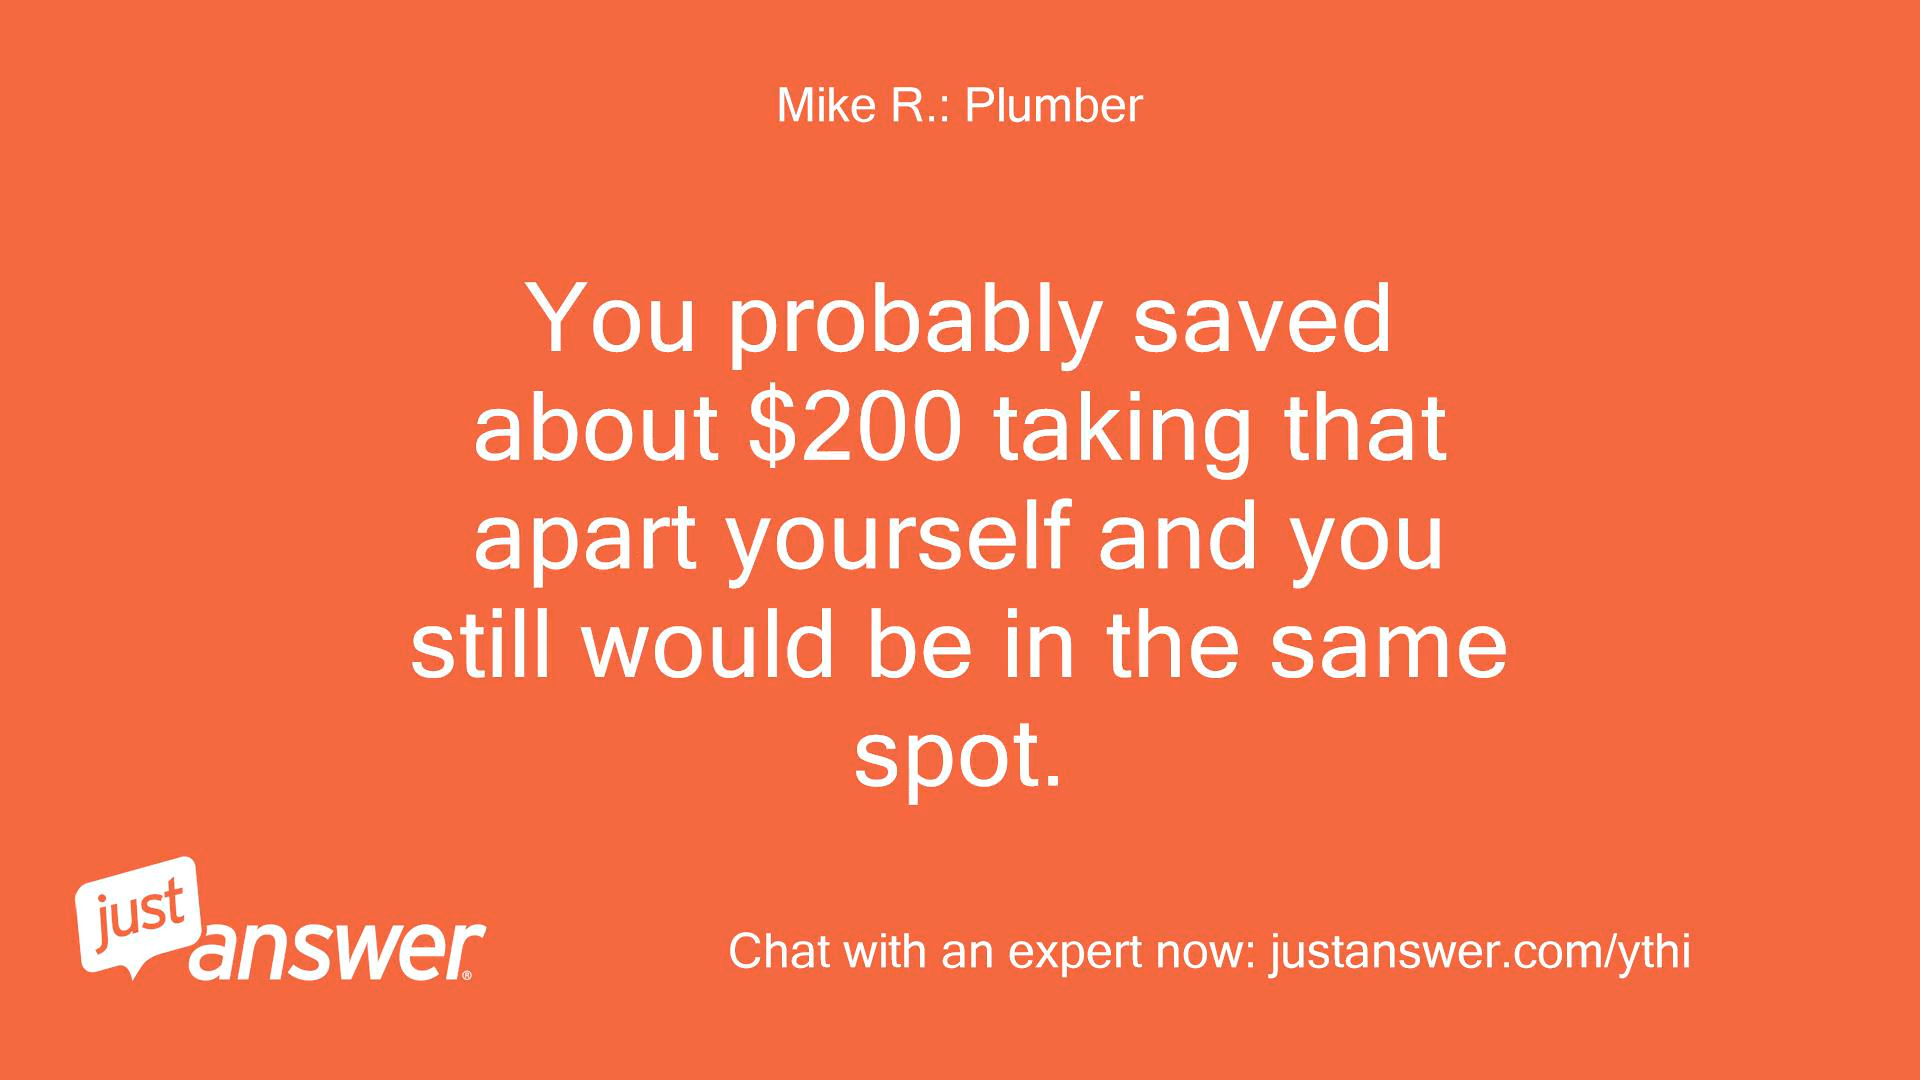 Mike R.: Plumber
You probably saved
about $200 taking that
apart yourself and you
still would be in the same
spot.
just
answer®
Chat with an expert now: justanswer.com/ythi